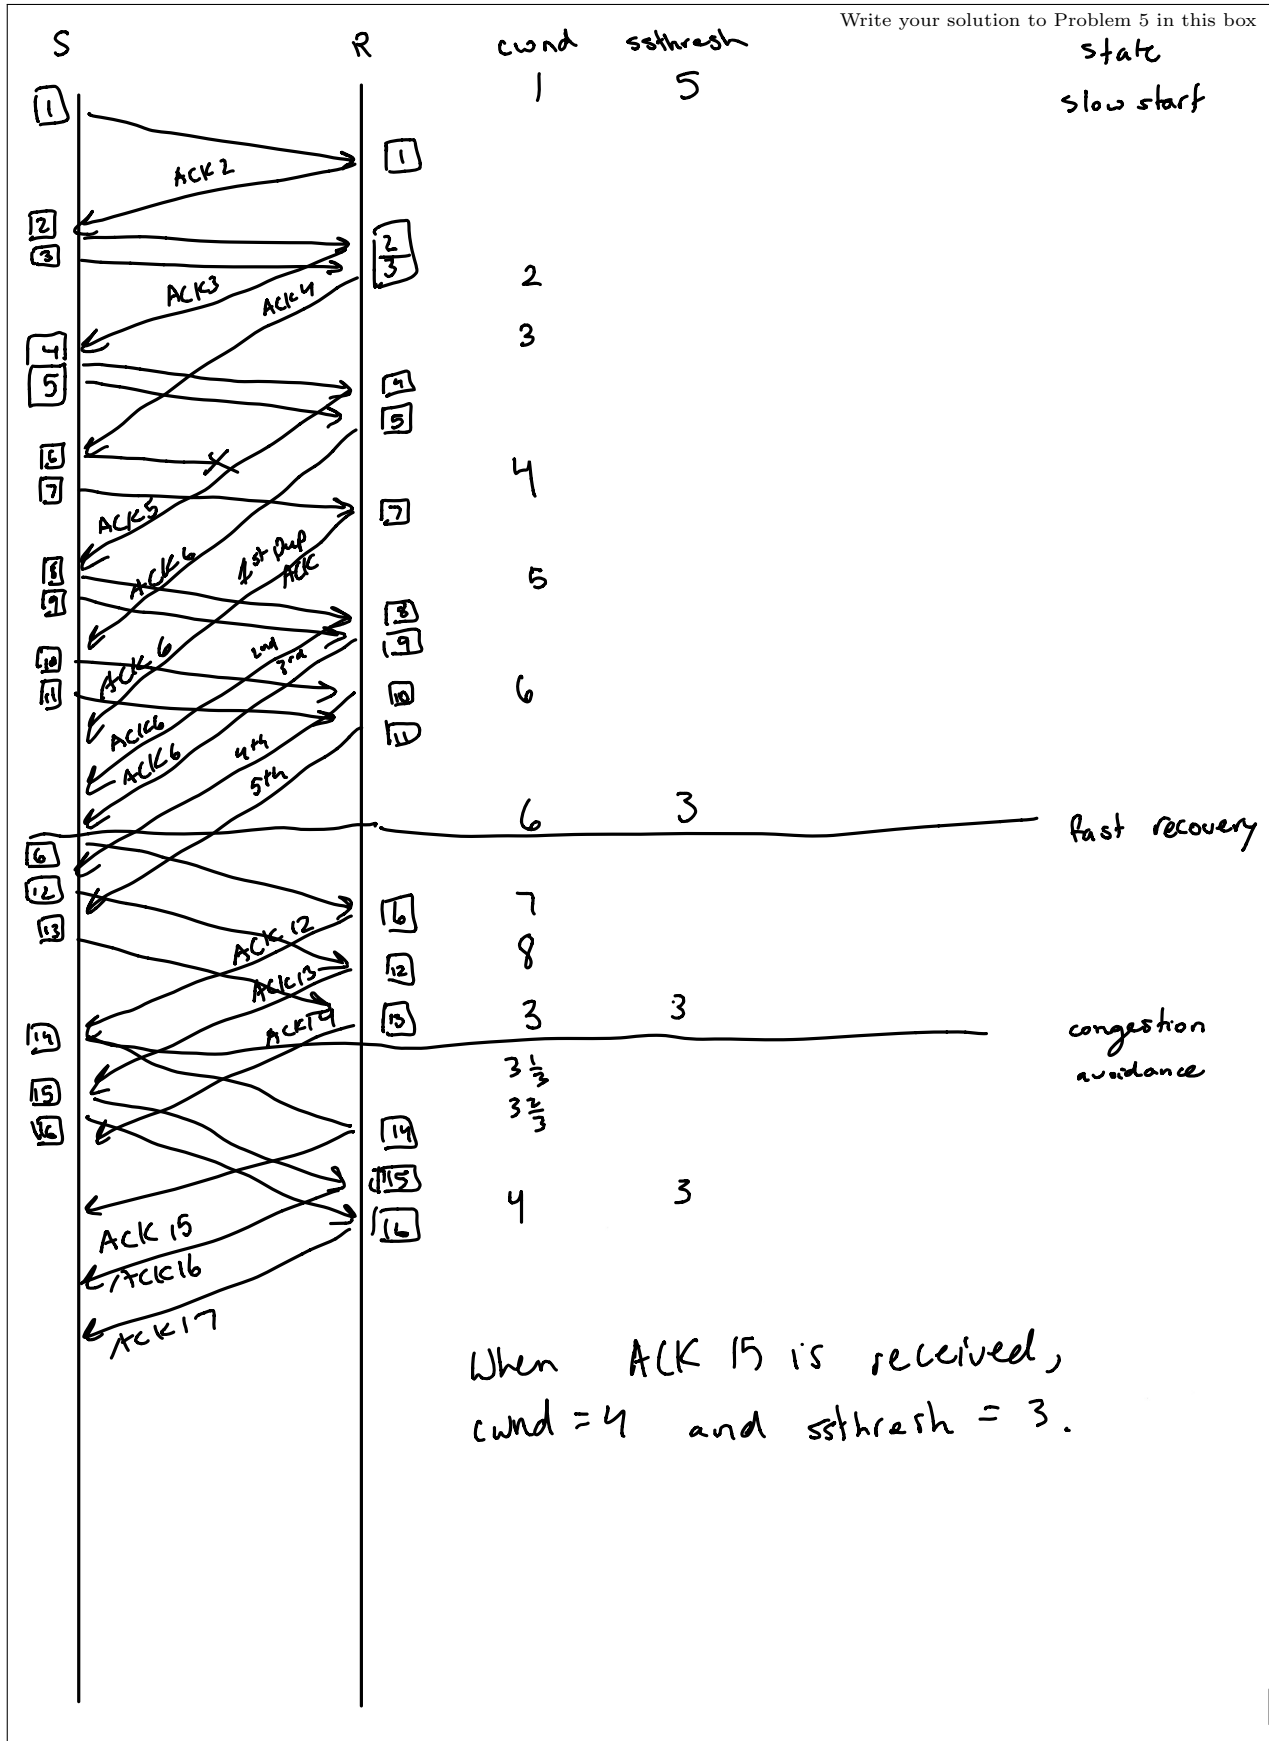 Write your solution to Problem 5 in this box
S R cwnd ssthresh state
1 1 5 slow start
1
ACK 2
2
3
2
3
ACK3 ACK4 2
3
4
5
4
5
6 4
7 7
ACK5
ACK 6 1st Dup
ACK
8 5
9
8
9
2nd
3rd
10 ACK 6 10 6
11 11
ACK6
ACK6
4th
5th
6 3 fast recovery
6
12 6 7
13 ACK 12
12 8
ACK13
ACK14 13 3 3 congestion
avoidance
14
3 1/3
15 3 2/3
16 14
15
4 3
16
ACK 15
ACK16
ACK17
When ACK 15 is received,
cwnd = 4 and ssthresh = 3.